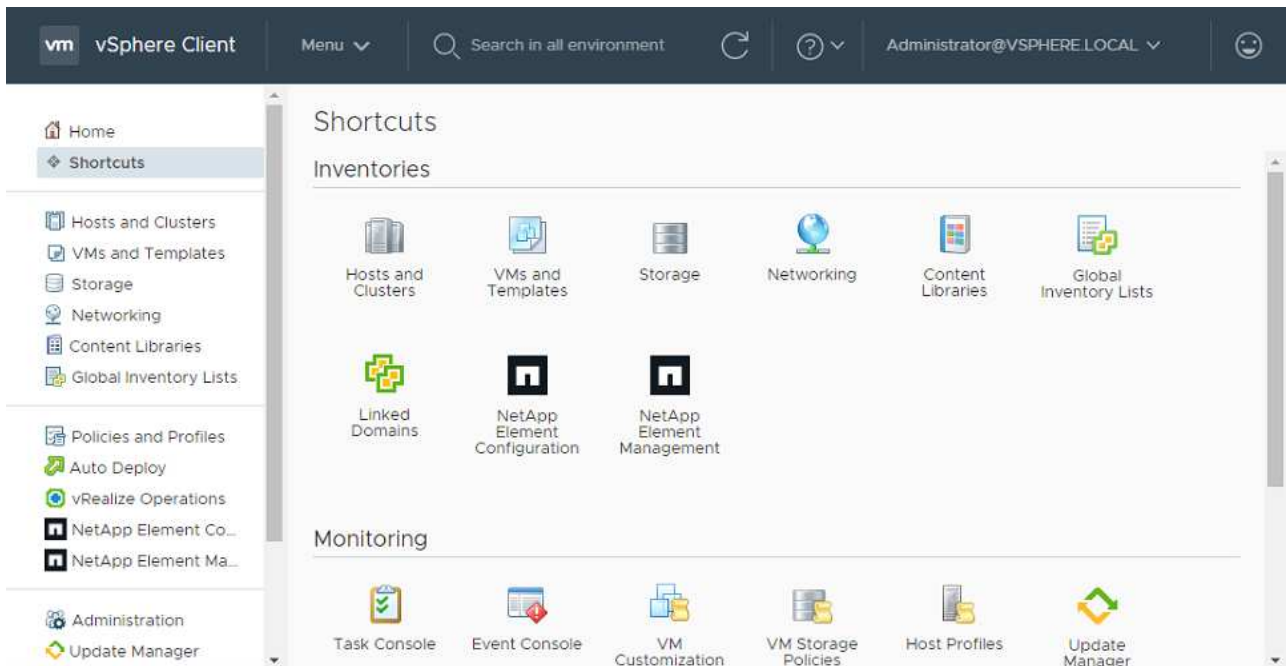 vm vSphere Client Menu Search in all environment Administrator@VSPHERE.LOCAL
Home
Shortcuts
Hosts and Clusters
VMs and Templates
Storage
Networking
Content Libraries
Global Inventory Lists
Policies and Profiles
Auto Deploy
vRealize Operations
NetApp Element Co...
NetApp Element Ma...
Administration
Update Manager
Shortcuts
Inventories
Hosts and
Clusters
VMs and
Templates
Storage
Networking
Content
Libraries
Global
Inventory Lists
Linked
Domains
NetApp
Element
Configuration
NetApp
Element
Management
Monitoring
Task Console
Event Console
VM
Customization
VM Storage
Policies
Host Profiles
Update
Manager